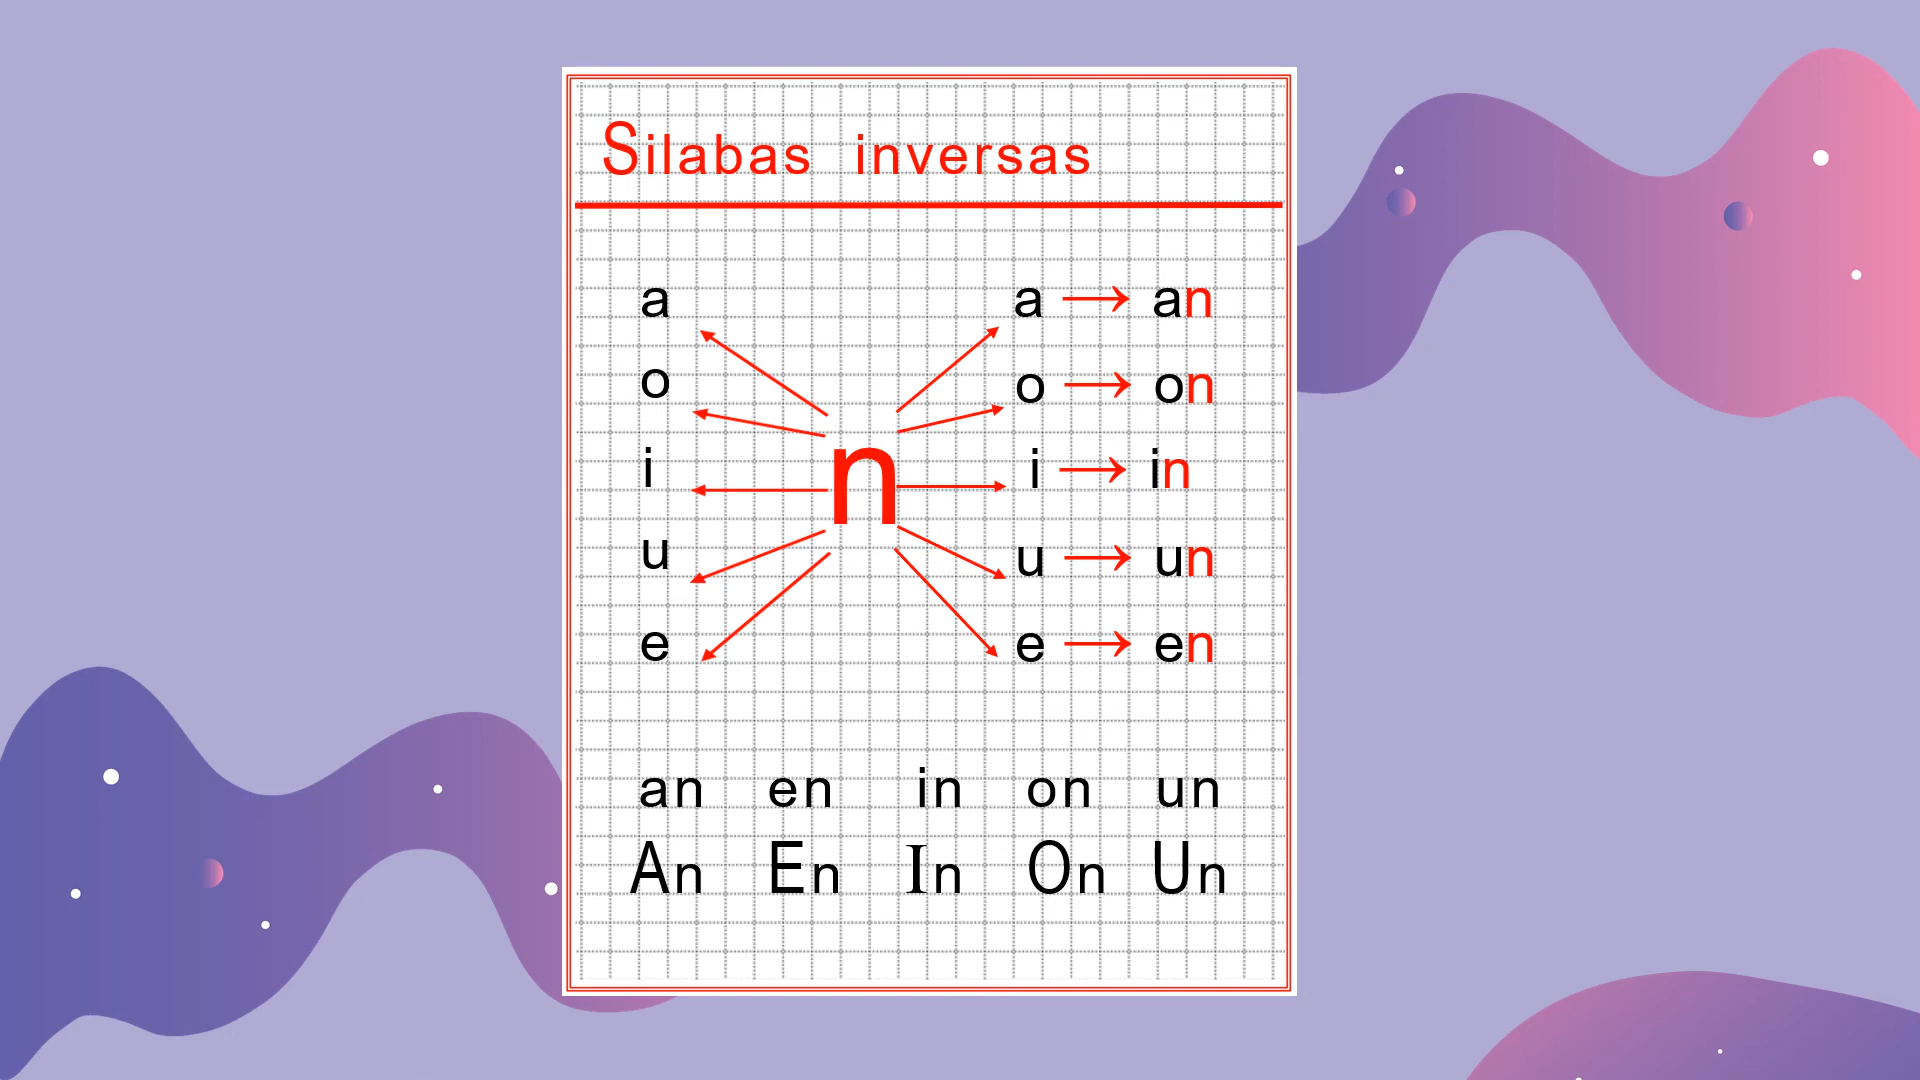 Silabas inversas
a a → an
o o → on
i n i → in
u u → un
e e → en
an en in on un
An En In On Un